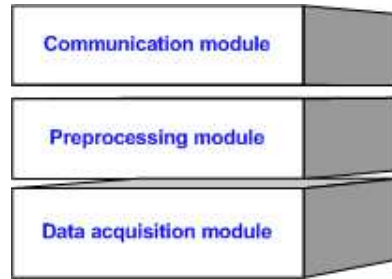 Communication module
Preprocessing module
Data acquisition module